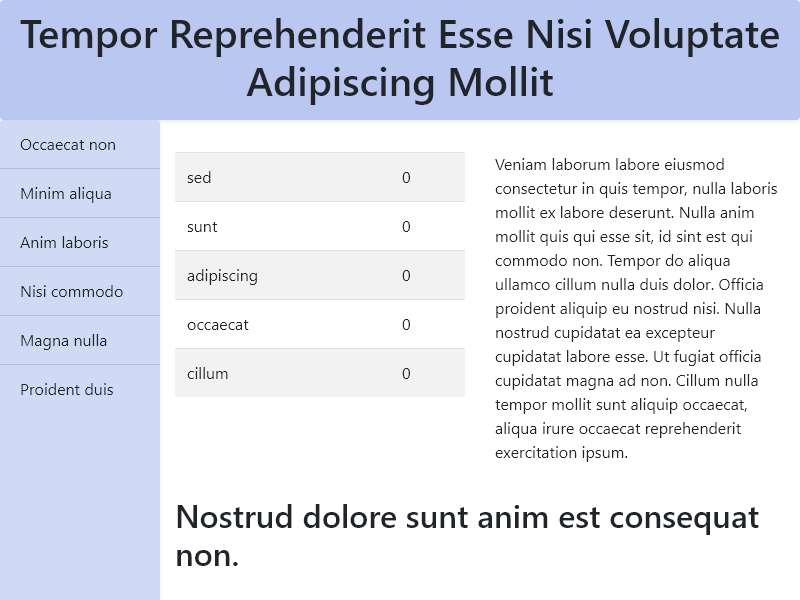 Tempor Reprehenderit Esse Nisi Voluptate
Adipiscing Mollit
Occaecat non
Minim aliqua
Anim laboris
Nisi commodo
Magna nulla
Proident duis
sed 0
sunt 0
adipiscing 0
occaecat 0
cillum 0
Veniam laborum labore eiusmod
consectetur in quis tempor, nulla laboris
mollit ex labore deserunt. Nulla anim
mollit quis qui esse sit, id sint est qui
commodo non. Tempor do aliqua
ullamco cillum nulla duis dolor. Officia
proident aliquip eu nostrud nisi. Nulla
nostrud cupidatat ea excepteur
cupidatat labore esse. Ut fugiat officia
cupidatat magna ad non. Cillum nulla
tempor mollit sunt aliquip occaecat,
aliqua irure occaecat reprehenderit
exercitation ipsum.
Nostrud dolore sunt anim est consequat
non.